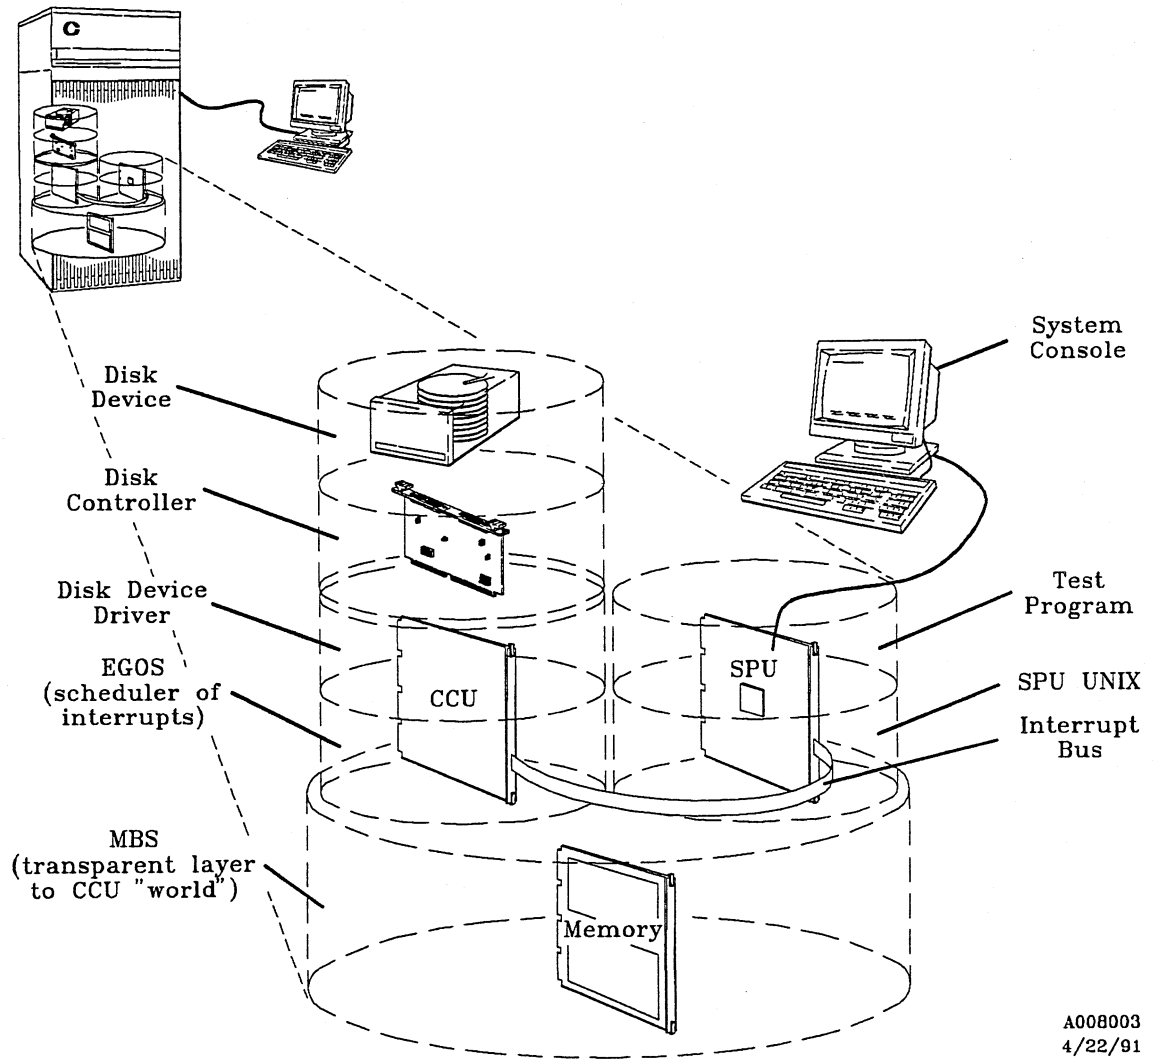 C
System
Console
Disk
Device
Disk
Controller
Disk Device
Driver
Test
Program
EGOS
(scheduler of
interrupts)
CCU
SPU
SPU UNIX
Interrupt
Bus
MBS
(transparent layer
to CCU "world")
Memory
A008003
4/22/91